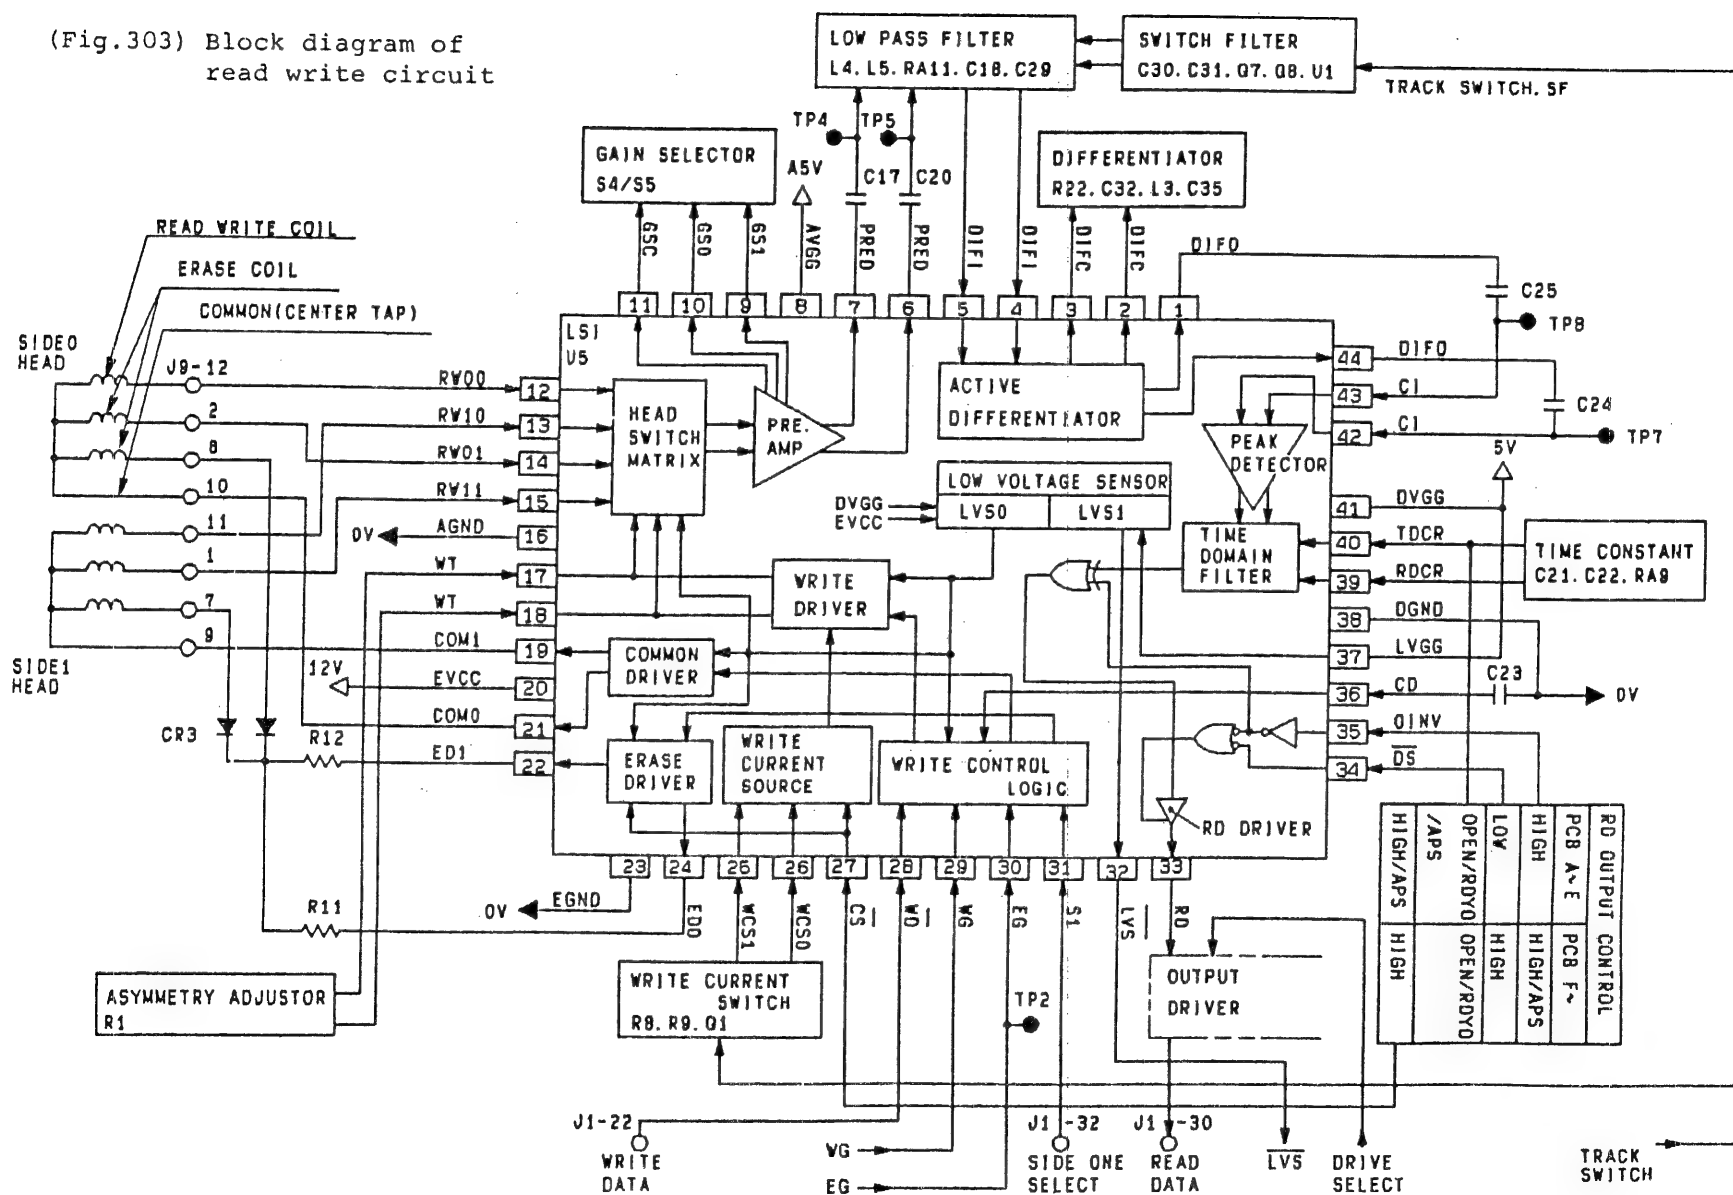 (Fig.303) Block diagram of
read write circuit
LOW PASS FILTER
L4. L5. RA11. C18. C29
SWITCH FILTER
C30. C31. Q7. Q8. U1
TRACK SWITCH. SF
TP4
TP5
GAIN SELECTOR
S4/S5
A5V
C17
C20
DIFFERENTIATOR
R22. C32. L3. C35
READ WRITE COIL
ERASE COIL
COMMON(CENTER TAP)
GSC
GS0
GS1
AVGG
PRED
PRED
DIFI
DIFI
DIFC
DIFC
DIFO
C25
TP8
11
10
9
8
7
6
5
4
3
2
1
LSI
U5
SIDE0
HEAD
J9-12
RW00
12
2
RW10
13
8
RW01
14
10
RW11
15
11
AGND
16
0V
1
WT
17
7
WT
18
9
COM1
19
SIDE1
HEAD
12V
EVCC
20
COM0
21
CR3
R12
ED1
22
HEAD
SWITCH
MATRIX
PRE.
AMP
ACTIVE
DIFFERENTIATOR
PEAK
DETECTOR
44
DIFO
43
CI
C24
42
CI
TP7
5V
LOW VOLTAGE SENSOR
LVS0
LVS1
DVGG
EVCC
41
DVGG
TIME
DOMAIN
FILTER
40
TDCR
39
RDCR
TIME CONSTANT
C21. C22. RA9
38
DGND
37
LVGG
36
CD
C23
0V
35
OINV
34
DS
WRITE
DRIVER
COMMON
DRIVER
ERASE
DRIVER
WRITE
CURRENT
SOURCE
WRITE CONTROL
LOGIC
RD DRIVER
23
24
25
26
27
28
29
30
31
32
33
0V
EGND
R11
ED0
WCS1
WCS0
CS
WD
WG
EG
S1
LVS
RD
RD OUTPUT CONTROL
PCB A~E
PCB F~
HIGH
HIGH/APS
LOW
HIGH
OPEN/RDY0
/APS
OPEN/RDY0
HIGH/APS
HIGH
ASYMMETRY ADJUSTOR
R1
WRITE CURRENT
SWITCH
R8. R9. Q1
TP2
OUTPUT
DRIVER
J1-22
WRITE
DATA
WG
EG
J1 -32
SIDE ONE
SELECT
J1 -30
READ
DATA
LVS
DRIVE
SELECT
TRACK
SWITCH